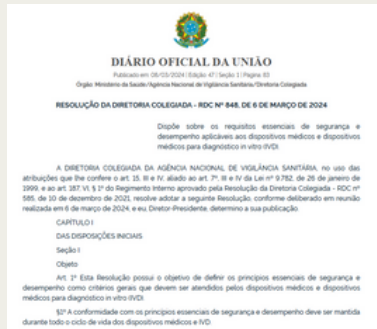 DIÁRIO OFICIAL DA UNIÃO
Publicado em: 08/03/2024 | Edição: 47 | Seção: 1 | Página: 83
Órgão: Ministério da Saúde/Agência Nacional de Vigilância Sanitária/Diretoria Colegiada
RESOLUÇÃO DA DIRETORIA COLEGIADA - RDC Nº 848, DE 6 DE MARÇO DE 2024
Dispõe sobre os requisitos essenciais de segurança e
desempenho aplicáveis aos dispositivos médicos e dispositivos
médicos para diagnóstico in vitro (IVD).
A DIRETORIA COLEGIADA DA AGÊNCIA NACIONAL DE VIGILÂNCIA SANITÁRIA, no uso das
atribuições que lhe confere o art. 15, III e IV, aliado ao art. 7º, III e IV da Lei nº 9.782, de 26 de janeiro de
1999, e ao art. 187, VI, § 1º do Regimento Interno aprovado pela Resolução da Diretoria Colegiada - RDC nº
585, de 10 de dezembro de 2021, resolve adotar a seguinte Resolução, conforme deliberado em reunião
realizada em 6 de março de 2024, e eu, Diretor-Presidente, determino a sua publicação.
CAPÍTULO I
DAS DISPOSIÇÕES INICIAIS
Seção I
Objeto
Art. 1º Esta Resolução possui o objetivo de definir os princípios essenciais de segurança e
desempenho como critérios gerais que devem ser atendidos pelos dispositivos médicos e dispositivos
médicos para diagnóstico in vitro (IVD).
§1º A conformidade com os princípios essenciais de segurança e desempenho deve ser mantida
durante todo o ciclo de vida dos dispositivos médicos e IVD.